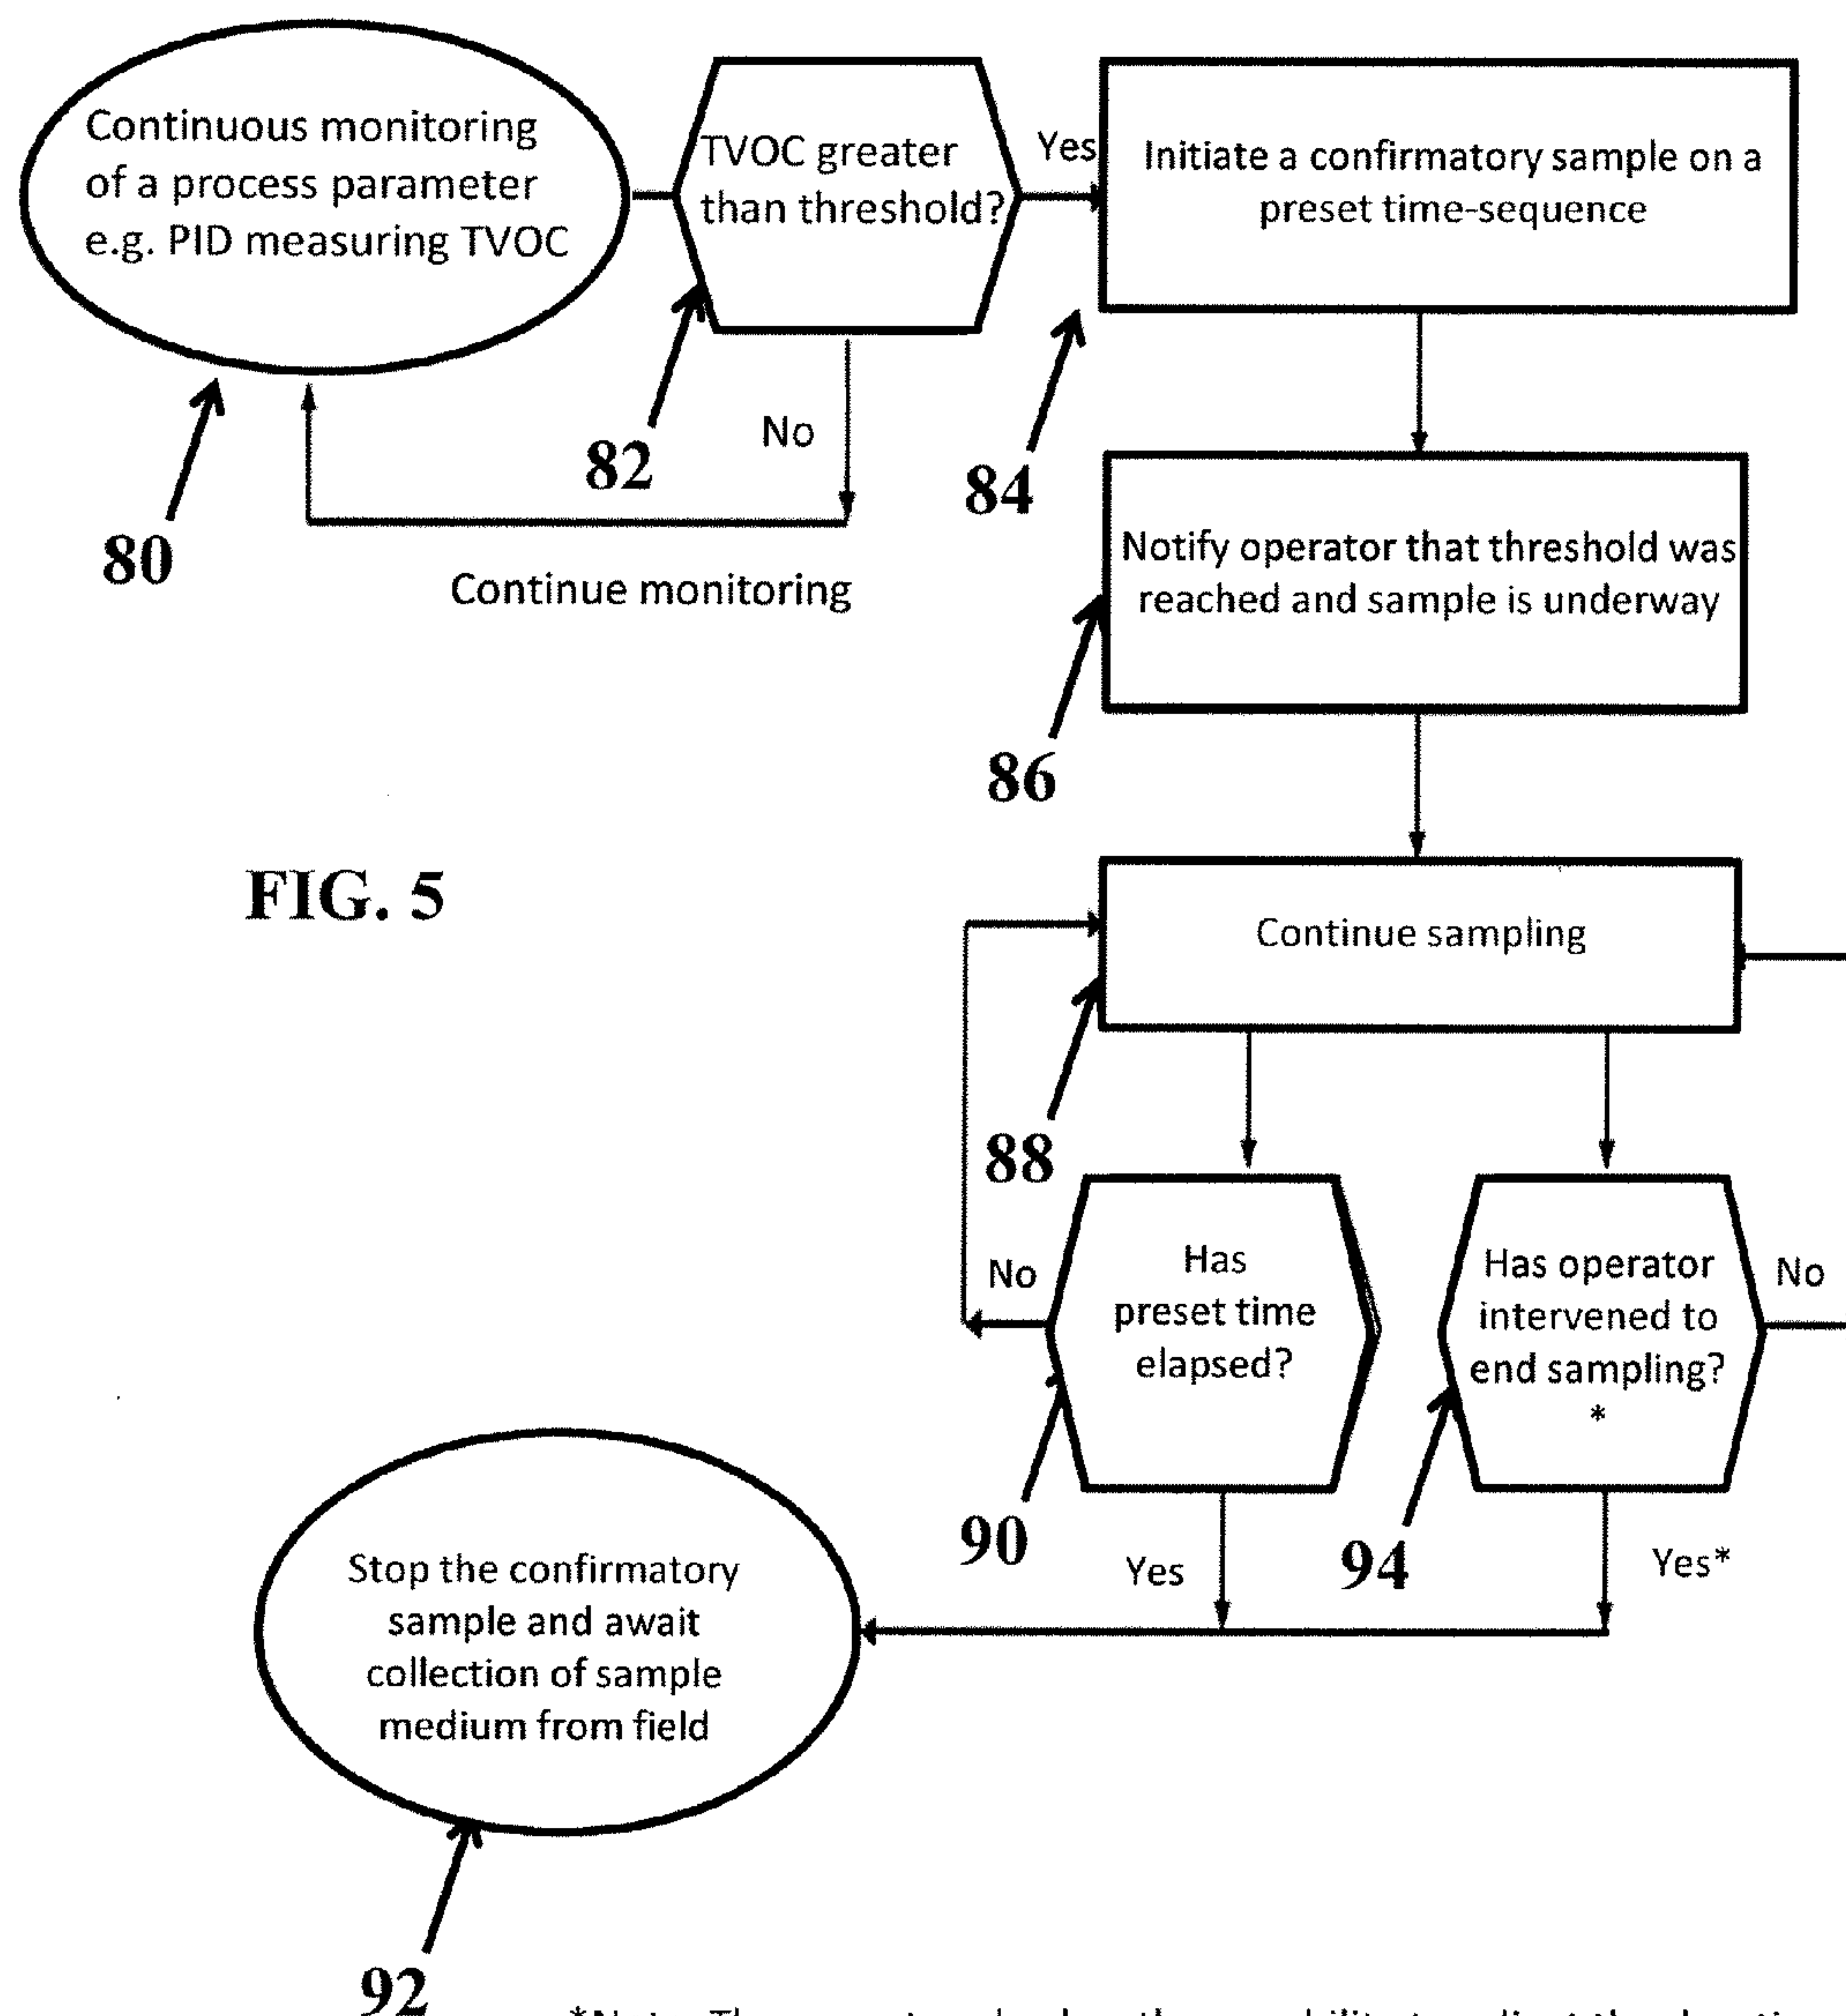 Continuous monitoring
of a process parameter
e.g. PID measuring TVOC
TVOC greater
than threshold?
Yes
Initiate a confirmatory sample on a
preset time-sequence
80
82
No
84
Continue monitoring
Notify operator that threshold was
reached and sample is underway
86
FIG. 5
Continue sampling
88
No
Has
preset time
elapsed?
Has operator
intervened to
end sampling?
*
No
90
Yes
94
Yes*
Stop the confirmatory
sample and await
collection of sample
medium from field
92